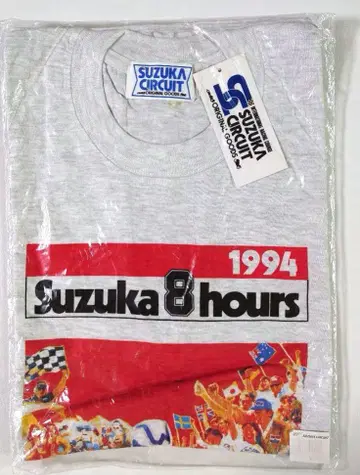 SUZUKA
CIRCUIT
ORIGINAL GOODS
SUZUKA
CIRCUIT
ORIGINAL GOODS
1994
Suzuka 8 hours